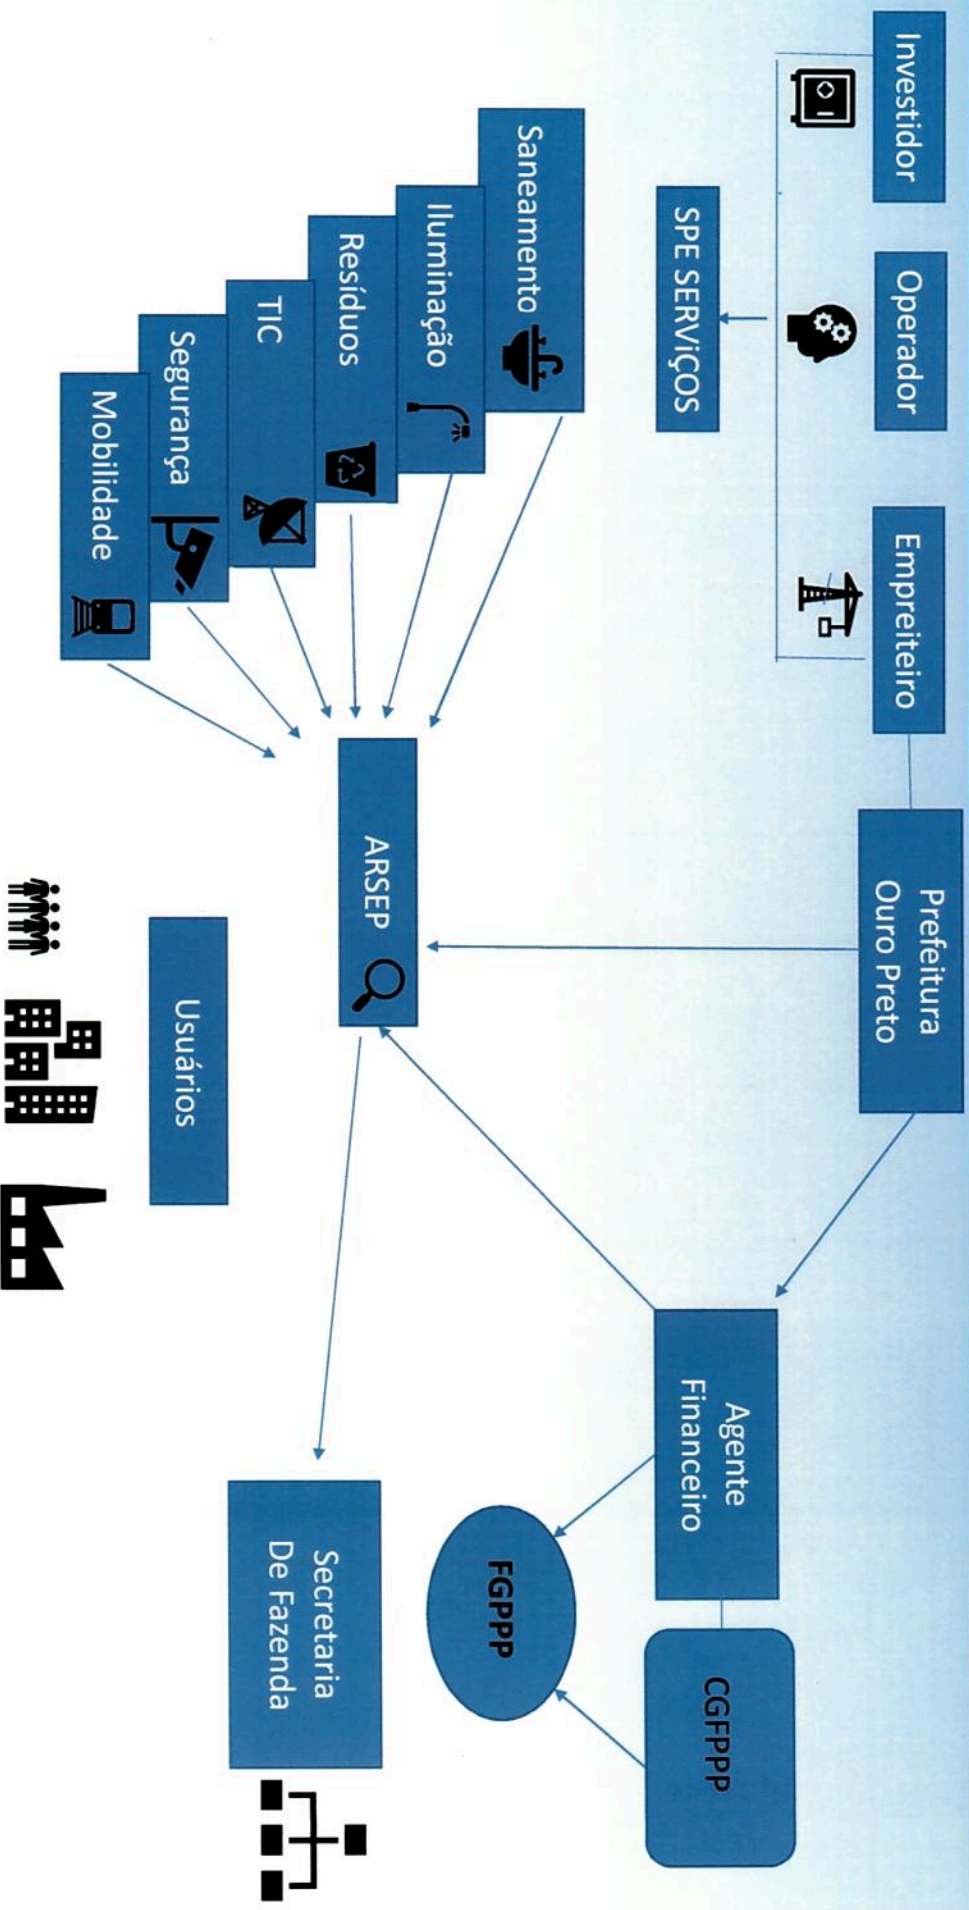 Investidor
Operador
Empreiteiro
Prefeitura
Ouro Preto
SPE SERVIÇOS
Agente
Financeiro
CGFPPP
FGPPP
Saneamento
Iluminação
Resíduos
TIC
Segurança
Mobilidade
ARSEP
Usuários
Secretaria
De Fazenda